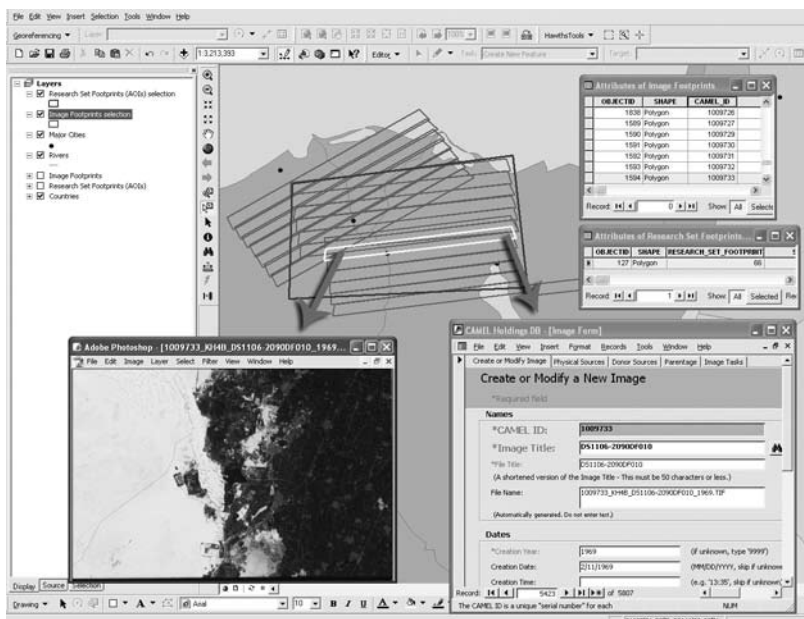 File Edit View Insert Selection Tools Window Help
Georeferencing Layer: HawthsTools
1:3,213,393 Editor Task: Create New Feature Target:
Layers
Research Set Footprints (AOIs) selection
Image Footprints selection
Major Cities
Rivers
Image Footprints
Research Set Footprints (AOIs)
Countries
Display Source Selection
Drawing Arial 10 B I U A
Attributes of Image Footprints...
OBJECTID SHAPE CAMEL_ID
1838 Polygon 1009726
1589 Polygon 1009727
1590 Polygon 1009729
1591 Polygon 1009730
1592 Polygon 1009731
1593 Polygon 1009732
1594 Polygon 1009733
Record: 0 Show: All Selecte
Attributes of Research Set Footprints...
OBJECTID SHAPE RESEARCH_SET_FOOTPRINT
127 Polygon 66
Record: 1 Show: All Selected Re
Adobe Photoshop - [1009733_KH4B_DS1106-2090DF010_1969....
File Edit Image Layer Select Filter View Window Help
CAMEL Holdings DB - [Image Form]
File Edit View Insert Format Records Tools Window Help
Create or Modify Image Physical Sources Donor Sources Parentage Image Tasks
Create or Modify a New Image
*Required field
Names
*CAMEL ID: 1009733
*Image Title: DS1106-2090DF010
*File Title: DS1106-2090DF010
(A shortened version of the Image Title - This must be 50 characters or less.)
File Name: 1009733_KH4B_DS1106-2090DF010_1969.TIF
(Automatically generated. Do not enter text.)
Dates
*Creation Year: 1969 (if unknown, type '9999')
Creation Date: 2/11/1969 (MM/DD/YYYY, skip if unknown
Creation Time: (e.g. '13:35', skip if unknown)
Record: 5423 of 5807
The CAMEL ID is a unique "serial number" for each NUM